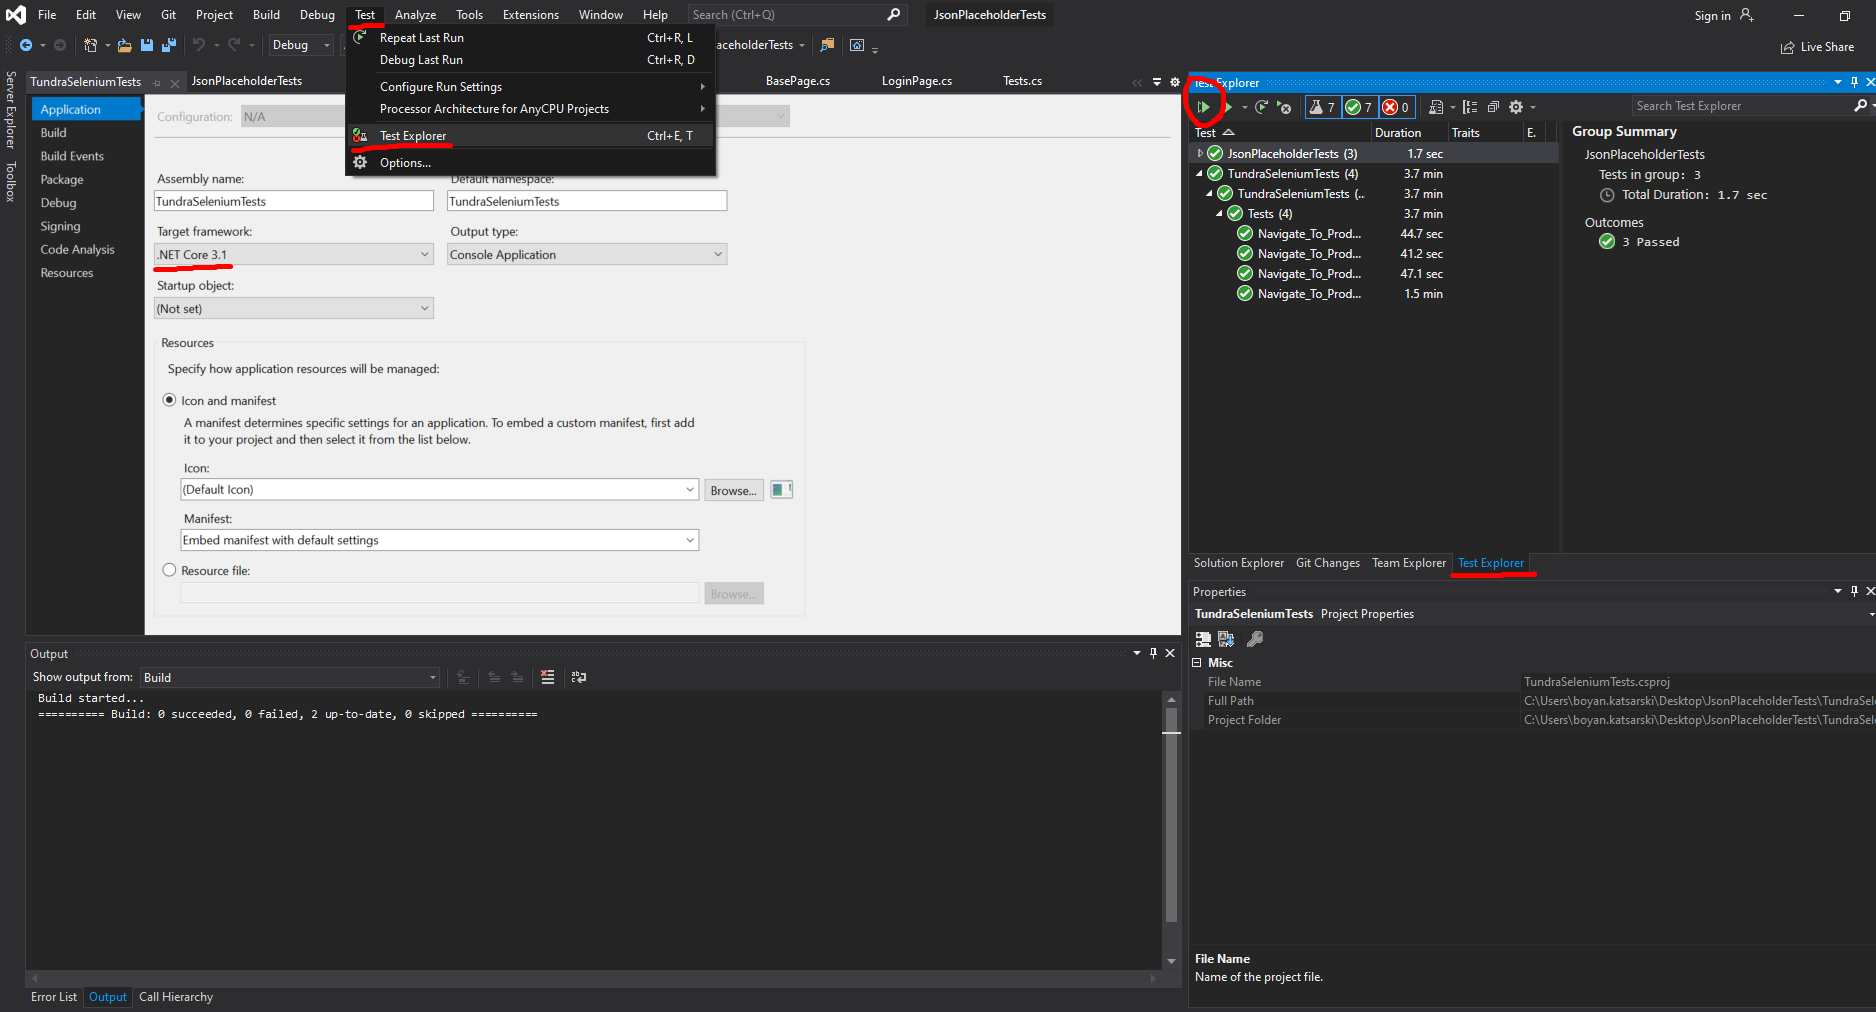 File Edit View Git Project Build Debug Test Analyze Tools Extensions Window Help Search (Ctrl+Q) JsonPlaceholderTests Sign in
Debug aceholderTests Live Share
Repeat Last Run Ctrl+R, L
Debug Last Run Ctrl+R, D
Configure Run Settings
Processor Architecture for AnyCPU Projects
Test Explorer Ctrl+E, T
Options...
Server Explorer
Toolbox
TundraSeleniumTests JsonPlaceholderTests BasePage.cs LoginPage.cs Tests.cs
Application
Build
Build Events
Package
Debug
Signing
Code Analysis
Resources
Configuration: N/A
Assembly name: Default namespace:
TundraSeleniumTests TundraSeleniumTests
Target framework: Output type:
.NET Core 3.1 Console Application
Startup object:
(Not set)
Resources
Specify how application resources will be managed:
Icon and manifest
A manifest determines specific settings for an application. To embed a custom manifest, first add
it to your project and then select it from the list below.
Icon:
(Default Icon) Browse...
Manifest:
Embed manifest with default settings
Resource file:
Browse...
Test Explorer
7 7 0 Search Test Explorer
Test Duration Traits E.
JsonPlaceholderTests (3) 1.7 sec
TundraSeleniumTests (4) 3.7 min
TundraSeleniumTests (.. 3.7 min
Tests (4) 3.7 min
Navigate_To_Prod... 44.7 sec
Navigate_To_Prod... 41.2 sec
Navigate_To_Prod... 47.1 sec
Navigate_To_Prod... 1.5 min
Group Summary
JsonPlaceholderTests
Tests in group: 3
Total Duration: 1.7 sec
Outcomes
3 Passed
Solution Explorer Git Changes Team Explorer Test Explorer
Properties
TundraSeleniumTests Project Properties
Misc
File Name TundraSeleniumTests.csproj
Full Path C:\Users\boyan.katsarski\Desktop\JsonPlaceholderTests\TundraSele
Project Folder C:\Users\boyan.katsarski\Desktop\JsonPlaceholderTests\TundraSele
File Name
Name of the project file.
Output
Show output from: Build
Build started...
========== Build: 0 succeeded, 0 failed, 2 up-to-date, 0 skipped ==========
Error List Output Call Hierarchy